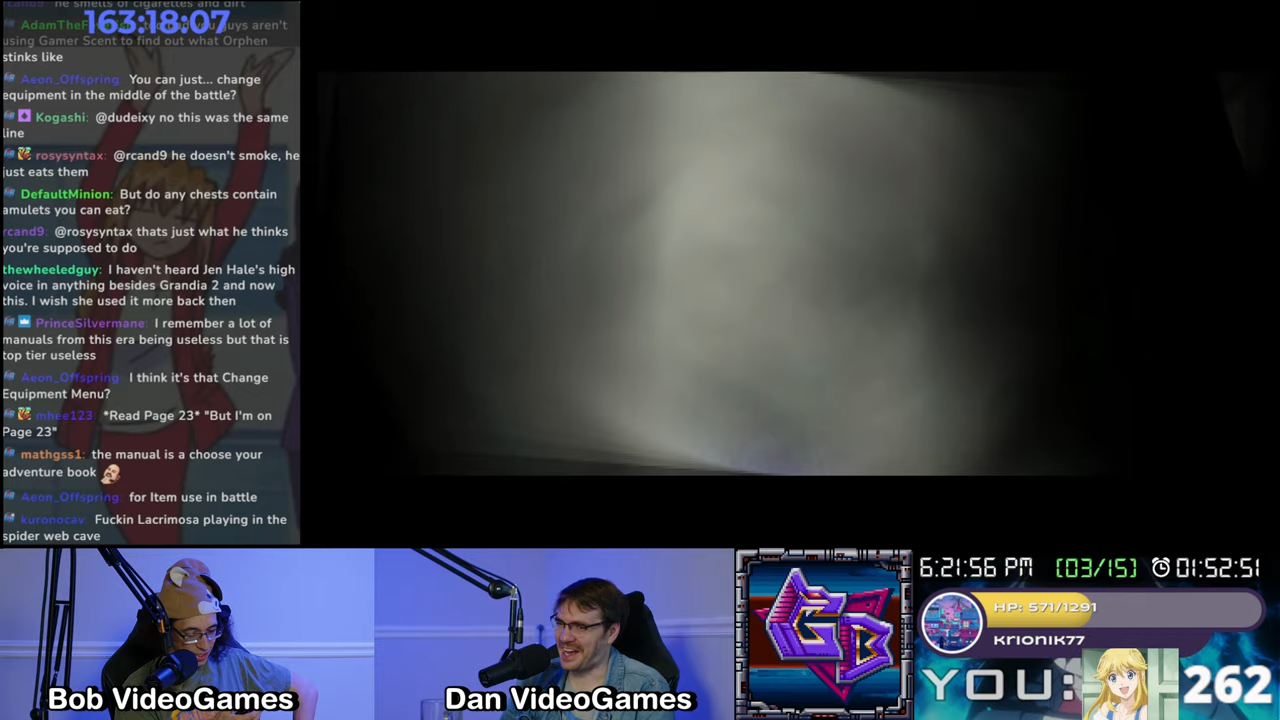 he smells of cigarettes and dirt
163:18:07
guys aren't
using Gamer Scent to find out what Orphen
stinks like
Aeon_Offspring: You can just... change
equipment in the middle of the battle?
Kogashi: @dudeixy no this was the same
line
rosysyntax: @rcand9 he doesn't smoke, he
just eats them
DefaultMinion: But do any chests contain
amulets you can eat?
rcand9: @rosysyntax thats just what he thinks
you're supposed to do
thewheeledguy: I haven't heard Jen Hale's high
voice in anything besides Grandia 2 and now
this. I wish she used it more back then
PrinceSilvermane: I remember a lot of
manuals from this era being useless but that is
top tier useless
Aeon_Offspring: I think it's that Change
Equipment Menu?
mhee123: *Read Page 23* "But I'm on
Page 23"
mathgss1: the manual is a choose your
adventure book
Aeon_Offspring: for Item use in battle
kuronocav: Fuckin Lacrimosa playing in the
spider web cave
Bob VideoGames
Dan VideoGames
GB
6:21:56 PM [03/15] 01:52:51
HP: 571/1291
KRIONIK77
YOU: 262